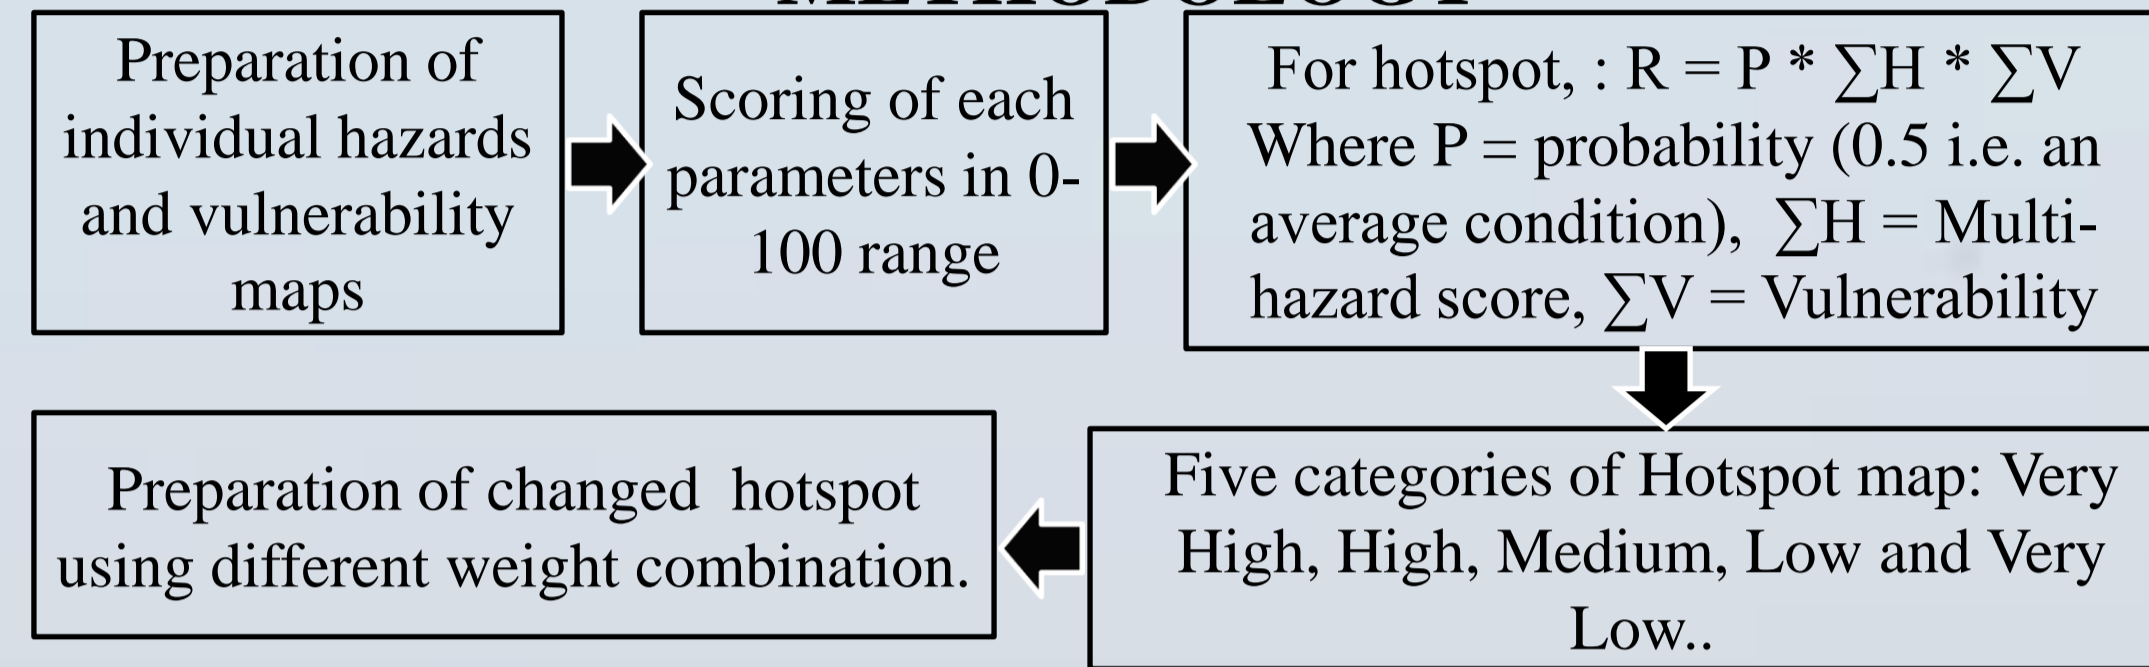 METHODOLOGY
Preparation of
individual hazards
and vulnerability
maps
Scoring of each
parameters in 0-
100 range
For hotspot, : R = P * ∑H * ∑V
Where P = probability (0.5 i.e. an
average condition), ∑H = Multi-
hazard score, ∑V = Vulnerability
Five categories of Hotspot map: Very
High, High, Medium, Low and Very
Low..
Preparation of changed hotspot
using different weight combination.